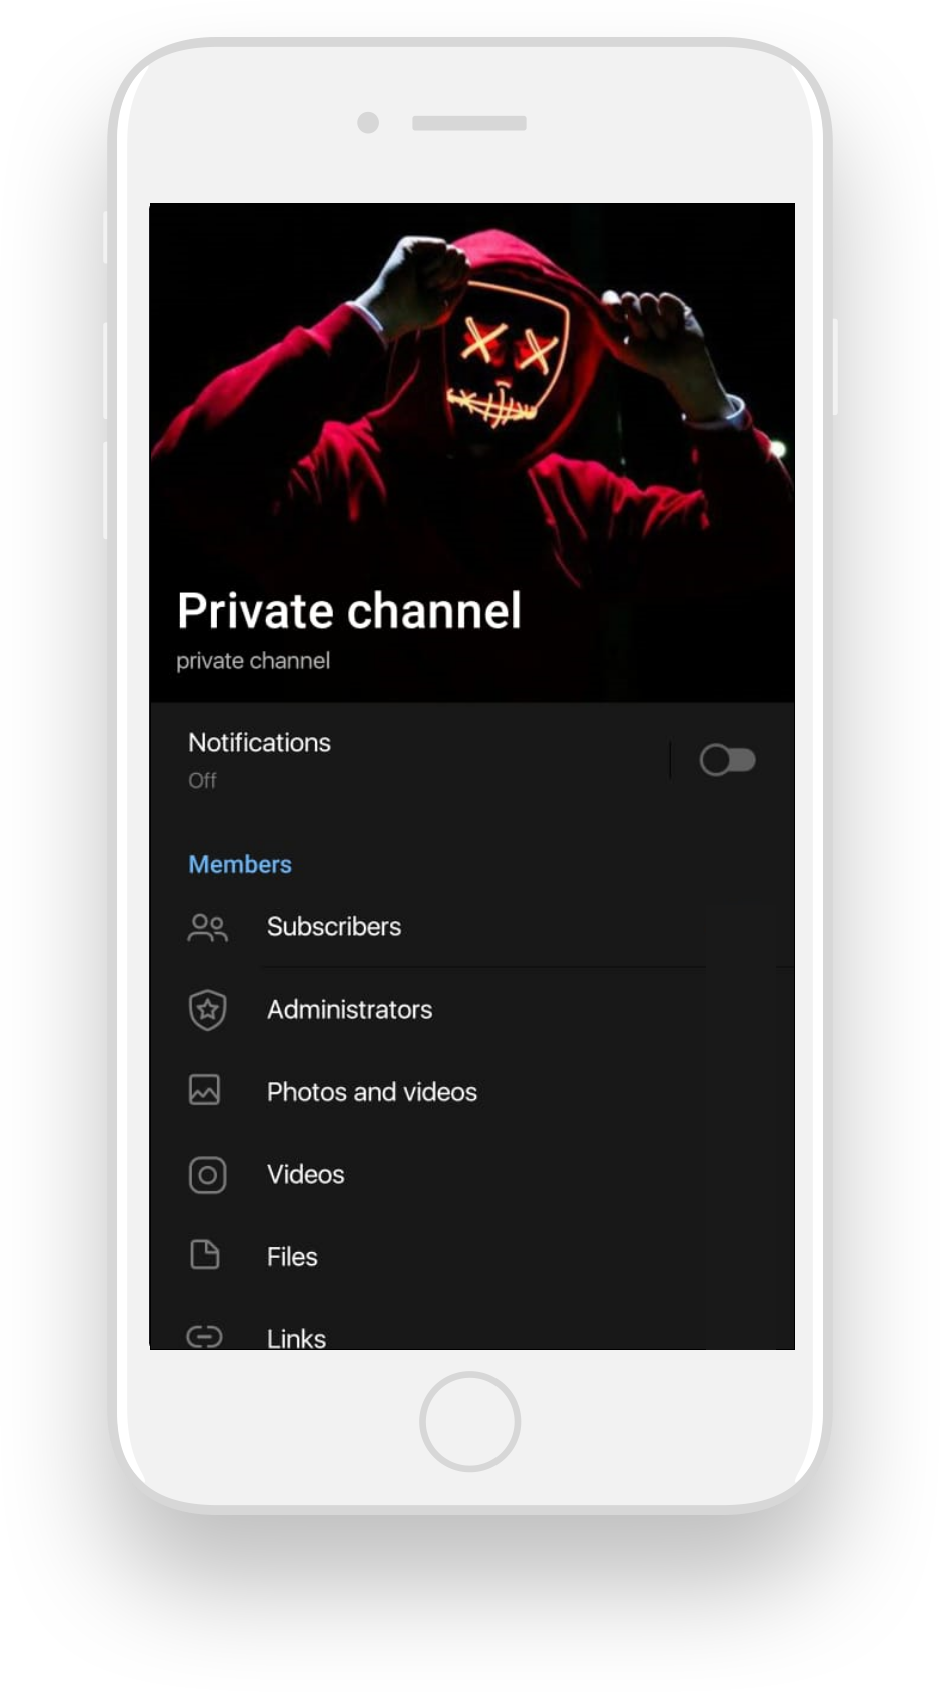 Private channel
private channel
Notifications
Off
Members
Subscribers
Administrators
Photos and videos
Videos
Files
Links